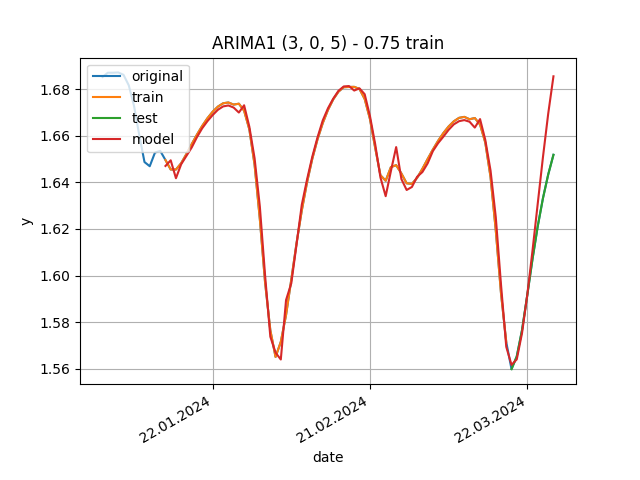 ARIMA1 (3, 0, 5) - 0.75 train
original
train
test
model
1.68
1.66
1.64
1.62
1.60
1.58
1.56
y
22.01.2024
21.02.2024
22.03.2024
date